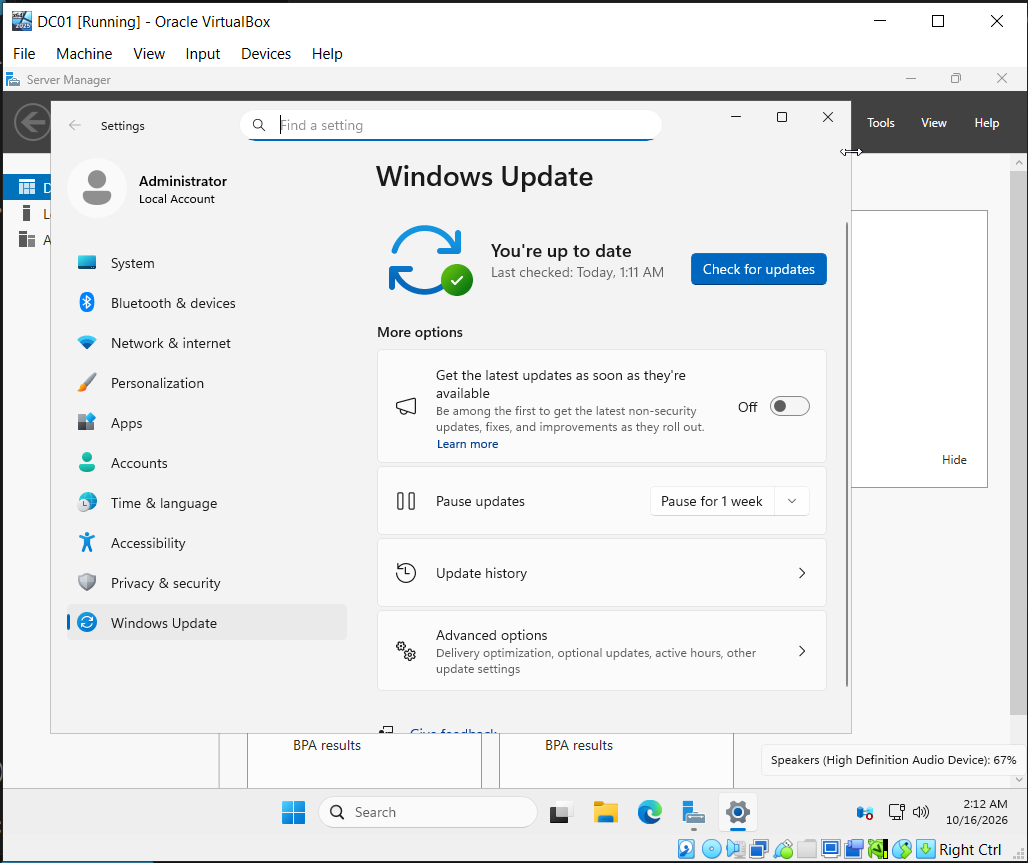 DC01 [Running] - Oracle VirtualBox
File Machine View Input Devices Help
Server Manager
Settings
Find a setting
Tools View Help
Administrator
Local Account
System
Bluetooth & devices
Network & internet
Personalization
Apps
Accounts
Time & language
Accessibility
Privacy & security
Windows Update
Windows Update
You're up to date
Last checked: Today, 1:11 AM
Check for updates
More options
Get the latest updates as soon as they're
available
Be among the first to get the latest non-security
updates, fixes, and improvements as they roll out.
Learn more
Off
Pause updates
Pause for 1 week
Update history
Advanced options
Delivery optimization, optional updates, active hours, other
update settings
Give feedback
Hide
BPA results
BPA results
Speakers (High Definition Audio Device): 67%
Search
2:12 AM
10/16/2026
Right Ctrl